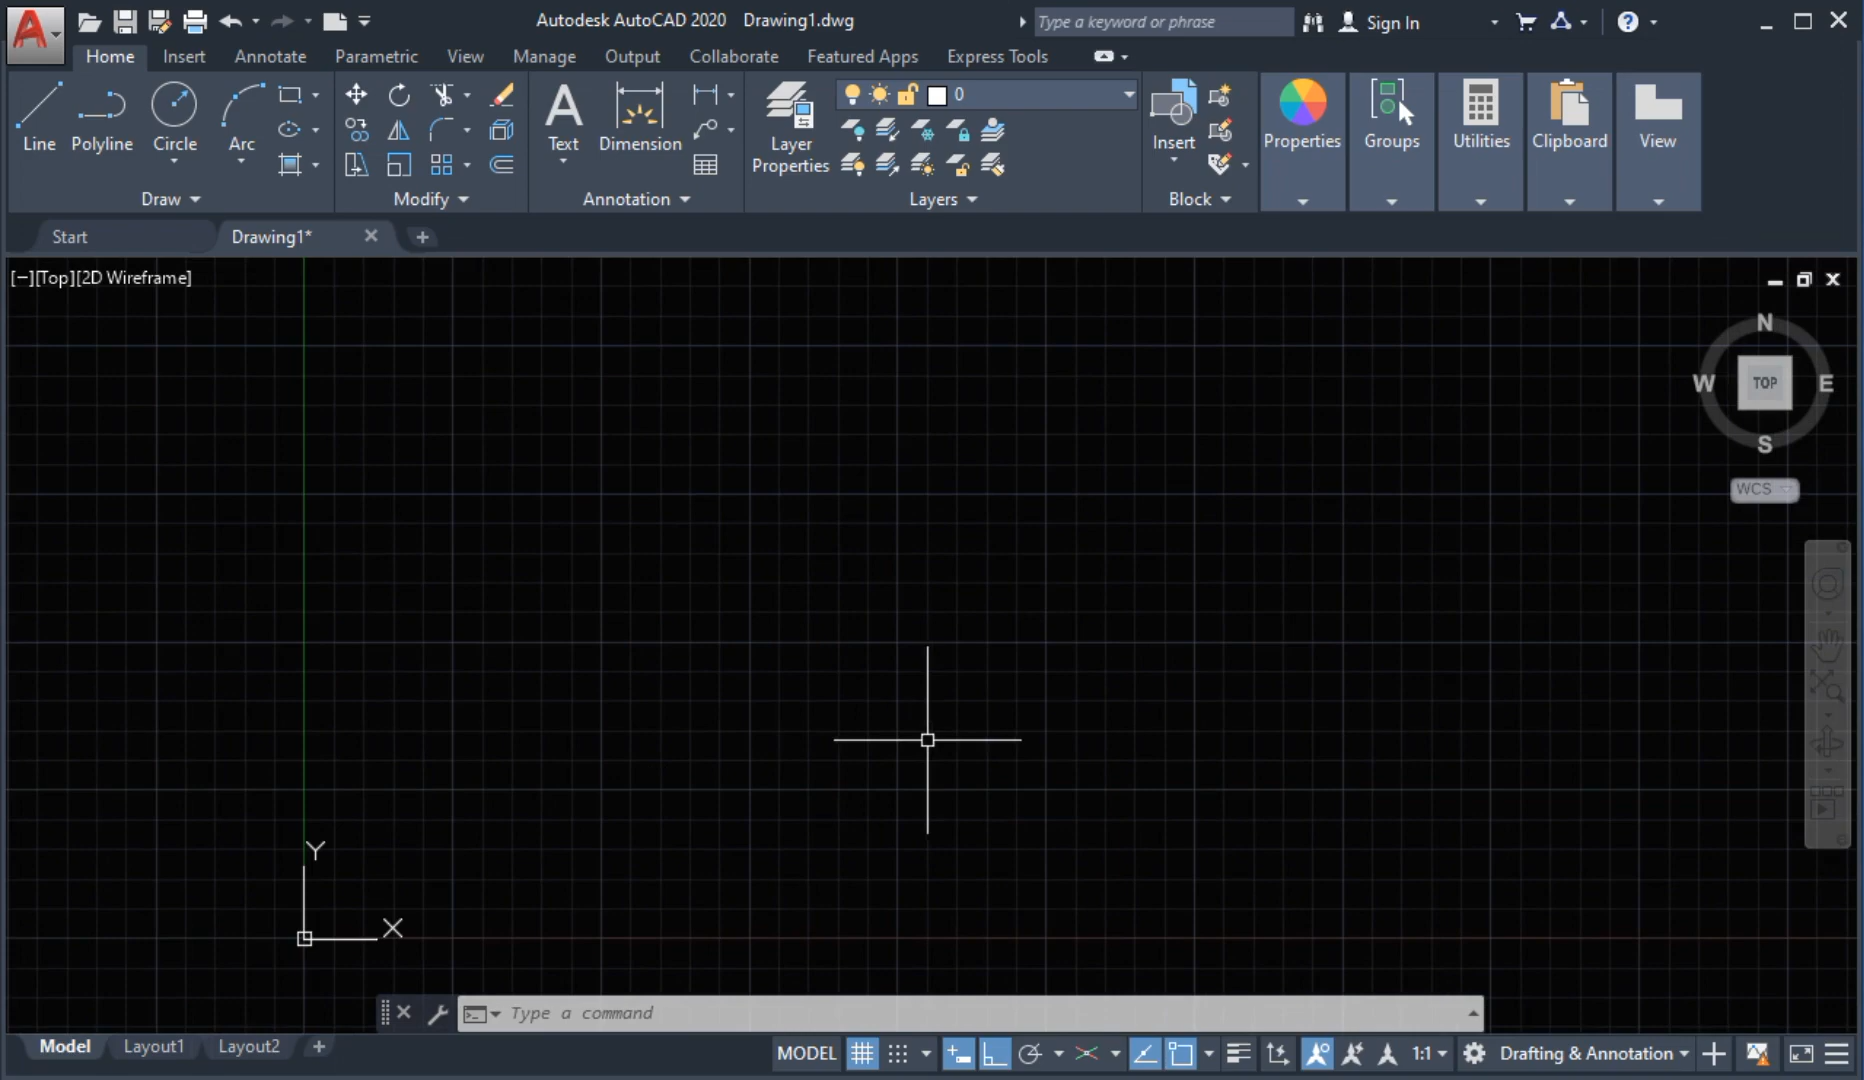 Autodesk AutoCAD 2020 Drawing1.dwg
Type a keyword or phrase
Sign In
Home Insert Annotate Parametric View Manage Output Collaborate Featured Apps Express Tools
0
Line Polyline Circle Arc
Text Dimension
Layer Properties
Insert
Properties Groups Utilities Clipboard View
Draw Modify Annotation Layers Block
Start Drawing1*
[−][Top][2D Wireframe]
N
W TOP E
S
WCS
Y
X
Type a command
Model Layout1 Layout2
MODEL 1:1 Drafting & Annotation